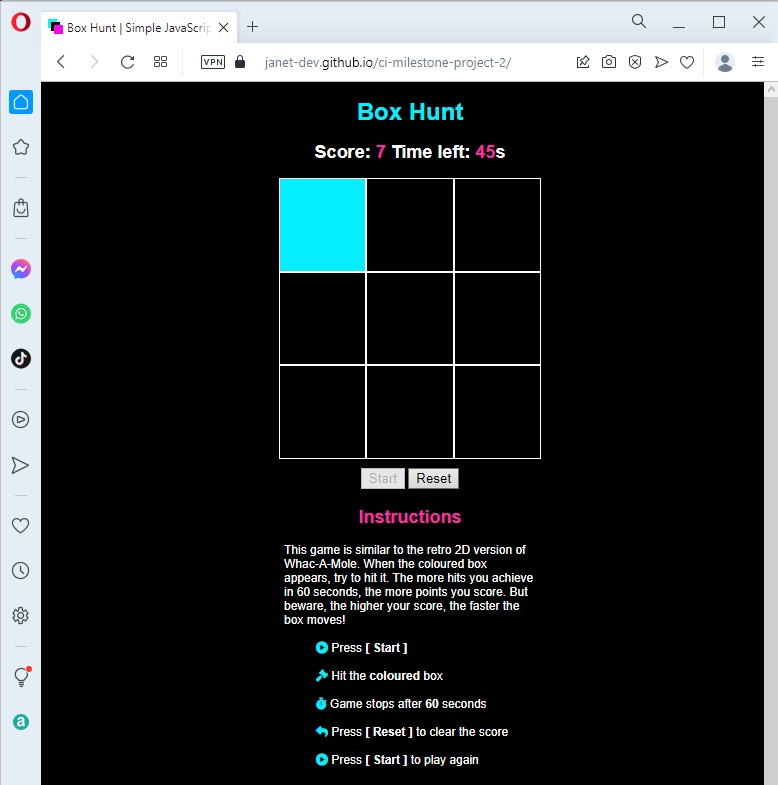 Box Hunt | Simple JavaScrip
VPN
janet-dev.github.io/ci-milestone-project-2/
Box Hunt
Score: 7 Time left: 45s
Start Reset
Instructions
This game is similar to the retro 2D version of
Whac-A-Mole. When the coloured box
appears, try to hit it. The more hits you achieve
in 60 seconds, the more points you score. But
beware, the higher your score, the faster the
box moves!
Press [ Start ]
Hit the coloured box
Game stops after 60 seconds
Press [ Reset ] to clear the score
Press [ Start ] to play again
a